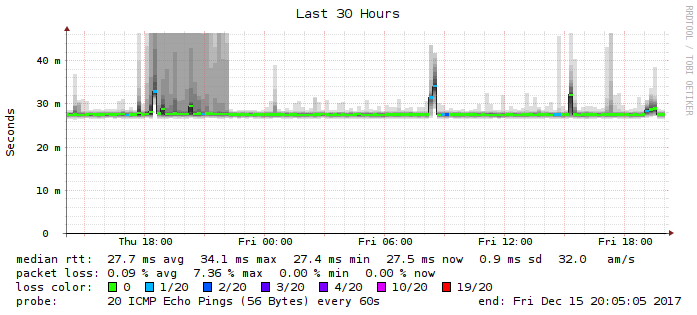 Last 30 Hours
RRDTOOL / TOBI OETIKER
Seconds
40 m
30 m
20 m
10 m
0
Thu 18:00 Fri 00:00 Fri 06:00 Fri 12:00 Fri 18:00
median rtt: 27.7 ms avg 34.1 ms max 27.4 ms min 27.5 ms now 0.9 ms sd 32.0 am/s
packet loss: 0.09 % avg 7.36 % max 0.00 % min 0.00 % now
loss color: 0 1/20 2/20 3/20 4/20 10/20 19/20
probe: 20 ICMP Echo Pings (56 Bytes) every 60s end: Fri Dec 15 20:05:05 2017